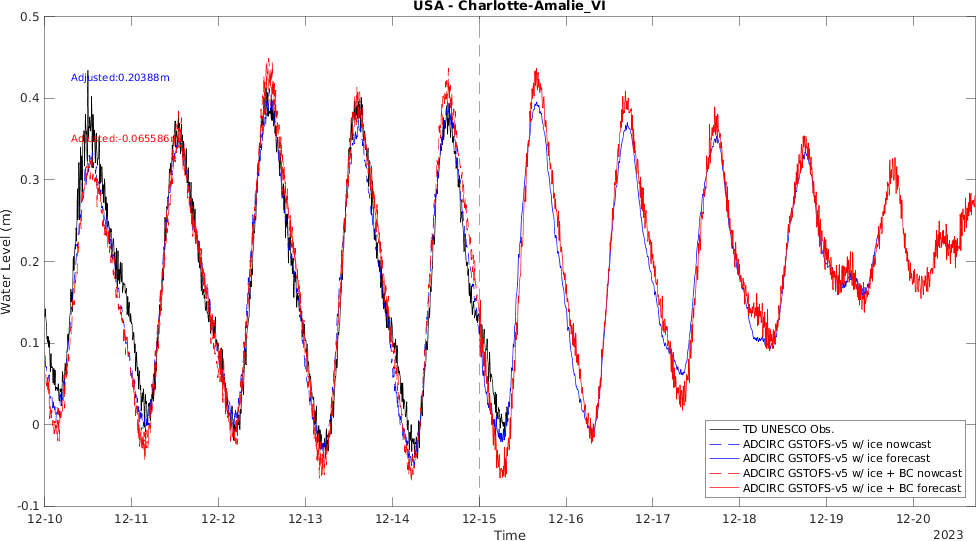 USA - Charlotte-Amalie_VI
0.5
0.4
0.3
0.2
0.1
0
-0.1
Water Level (m)
Adjusted:0.20388m
Adjusted:-0.065586m
TD UNESCO Obs.
ADCIRC GSTOFS-v5 w/ ice nowcast
ADCIRC GSTOFS-v5 w/ ice forecast
ADCIRC GSTOFS-v5 w/ ice + BC nowcast
ADCIRC GSTOFS-v5 w/ ice + BC forecast
12-10 12-11 12-12 12-13 12-14 12-15 12-16 12-17 12-18 12-19 12-20
Time
2023